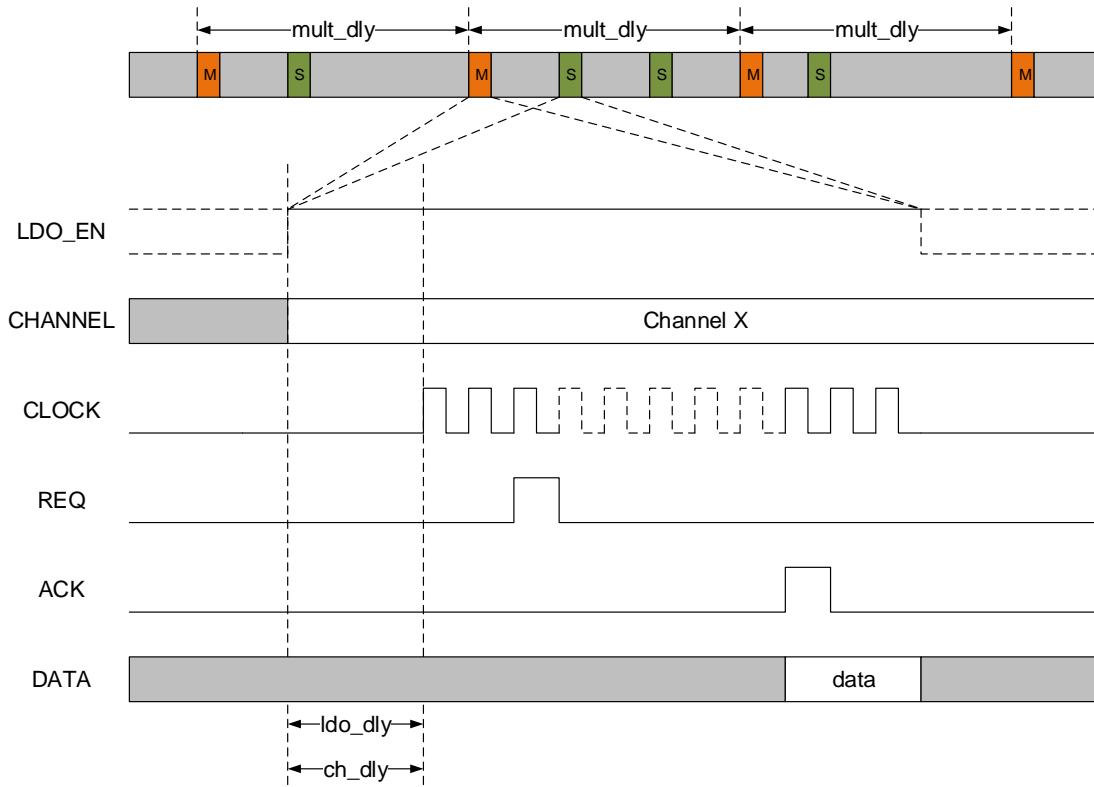 mult_dly mult_dly mult_dly
M S M S S M S M
LDO_EN
CHANNEL Channel X
CLOCK
REQ
ACK
DATA data
ldo_dly
ch_dly